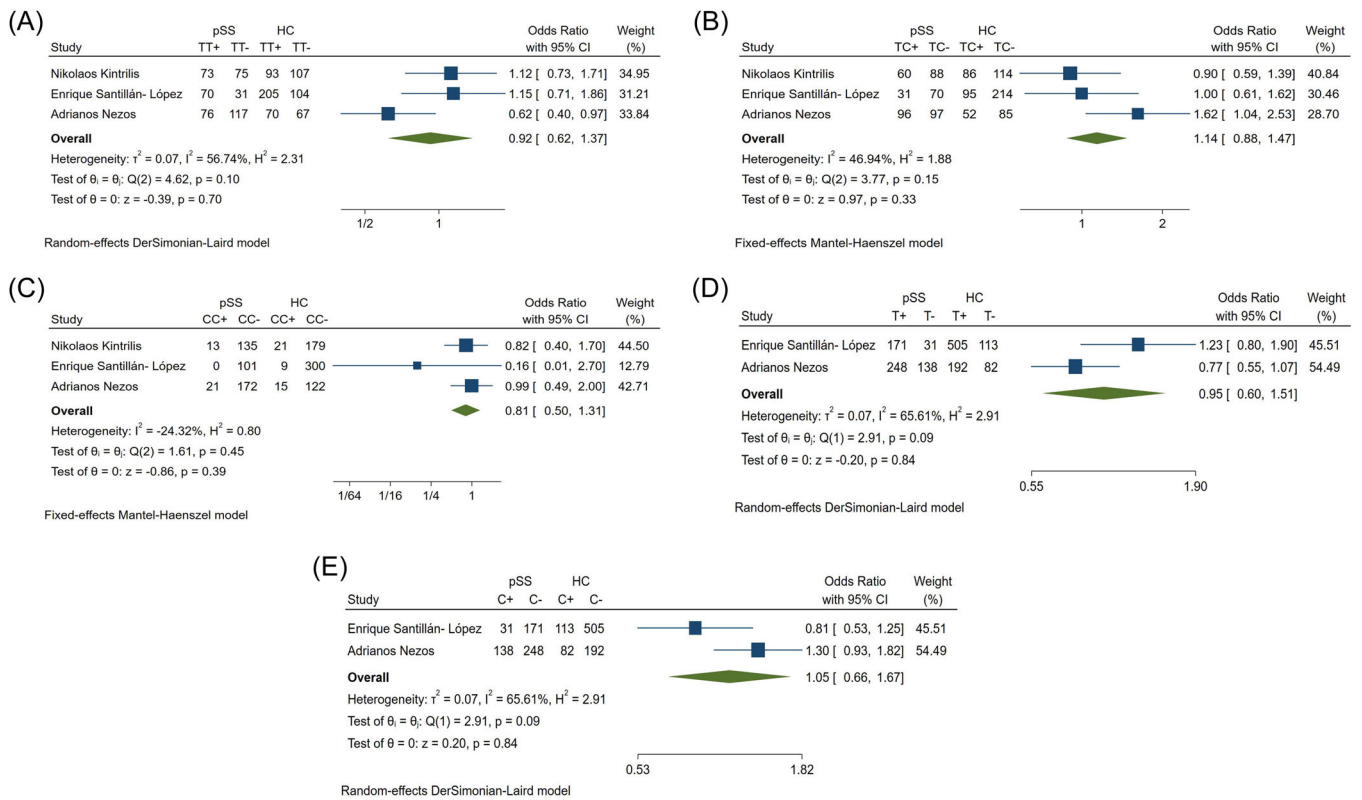 (A)
pSS HC Odds Ratio Weight
Study TT+ TT- TT+ TT- with 95% CI (%)
Nikolaos Kintrilis 73 75 93 107 1.12 [ 0.73, 1.71] 34.95
Enrique Santillán- López 70 31 205 104 1.15 [ 0.71, 1.86] 31.21
Adrianos Nezos 76 117 70 67 0.62 [ 0.40, 0.97] 33.84
Overall 0.92 [ 0.62, 1.37]
Heterogeneity: τ² = 0.07, I² = 56.74%, H² = 2.31
Test of θᵢ = θⱼ: Q(2) = 4.62, p = 0.10
Test of θ = 0: z = -0.39, p = 0.70
1/2 1
Random-effects DerSimonian-Laird model
(B)
pSS HC Odds Ratio Weight
Study TC+ TC- TC+ TC- with 95% CI (%)
Nikolaos Kintrilis 60 88 86 114 0.90 [ 0.59, 1.39] 40.84
Enrique Santillán- López 31 70 95 214 1.00 [ 0.61, 1.62] 30.46
Adrianos Nezos 96 97 52 85 1.62 [ 1.04, 2.53] 28.70
Overall 1.14 [ 0.88, 1.47]
Heterogeneity: I² = 46.94%, H² = 1.88
Test of θᵢ = θⱼ: Q(2) = 3.77, p = 0.15
Test of θ = 0: z = 0.97, p = 0.33
1 2
Fixed-effects Mantel-Haenszel model
(C)
pSS HC Odds Ratio Weight
Study CC+ CC- CC+ CC- with 95% CI (%)
Nikolaos Kintrilis 13 135 21 179 0.82 [ 0.40, 1.70] 44.50
Enrique Santillán- López 0 101 9 300 0.16 [ 0.01, 2.70] 12.79
Adrianos Nezos 21 172 15 122 0.99 [ 0.49, 2.00] 42.71
Overall 0.81 [ 0.50, 1.31]
Heterogeneity: I² = -24.32%, H² = 0.80
Test of θᵢ = θⱼ: Q(2) = 1.61, p = 0.45
Test of θ = 0: z = -0.86, p = 0.39
1/64 1/16 1/4 1
Fixed-effects Mantel-Haenszel model
(D)
pSS HC Odds Ratio Weight
Study T+ T- T+ T- with 95% CI (%)
Enrique Santillán- López 171 31 505 113 1.23 [ 0.80, 1.90] 45.51
Adrianos Nezos 248 138 192 82 0.77 [ 0.55, 1.07] 54.49
Overall 0.95 [ 0.60, 1.51]
Heterogeneity: τ² = 0.07, I² = 65.61%, H² = 2.91
Test of θᵢ = θⱼ: Q(1) = 2.91, p = 0.09
Test of θ = 0: z = -0.20, p = 0.84
0.55 1.90
Random-effects DerSimonian-Laird model
(E)
pSS HC Odds Ratio Weight
Study C+ C- C+ C- with 95% CI (%)
Enrique Santillán- López 31 171 113 505 0.81 [ 0.53, 1.25] 45.51
Adrianos Nezos 138 248 82 192 1.30 [ 0.93, 1.82] 54.49
Overall 1.05 [ 0.66, 1.67]
Heterogeneity: τ² = 0.07, I² = 65.61%, H² = 2.91
Test of θᵢ = θⱼ: Q(1) = 2.91, p = 0.09
Test of θ = 0: z = 0.20, p = 0.84
0.53 1.82
Random-effects DerSimonian-Laird model